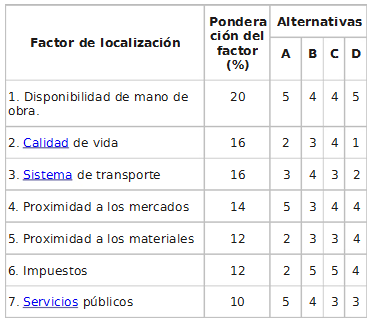 Factor de localización Pondera Alternativas
ción del
factor A B C D
(%)
1. Disponibilidad de mano de 20 5 4 4 5
obra.
2. Calidad de vida 16 2 3 4 1
3. Sistema de transporte 16 3 4 3 2
4. Proximidad a los mercados 14 5 3 4 4
5. Proximidad a los materiales 12 2 3 3 4
6. Impuestos 12 2 5 5 4
7. Servicios públicos 10 5 4 3 3